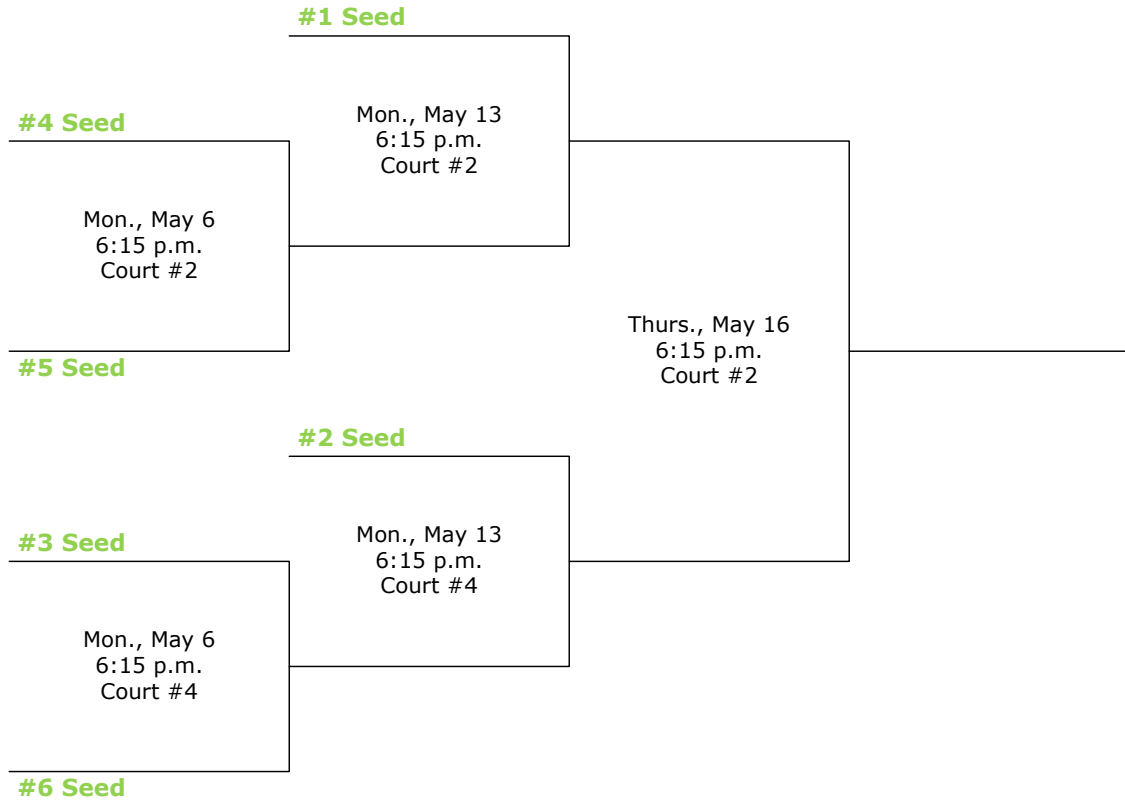 #1 Seed
Mon., May 13
6:15 p.m.
Court #2
#4 Seed
Mon., May 6
6:15 p.m.
Court #2
#5 Seed
Thurs., May 16
6:15 p.m.
Court #2
#2 Seed
Mon., May 13
6:15 p.m.
Court #4
#3 Seed
Mon., May 6
6:15 p.m.
Court #4
#6 Seed